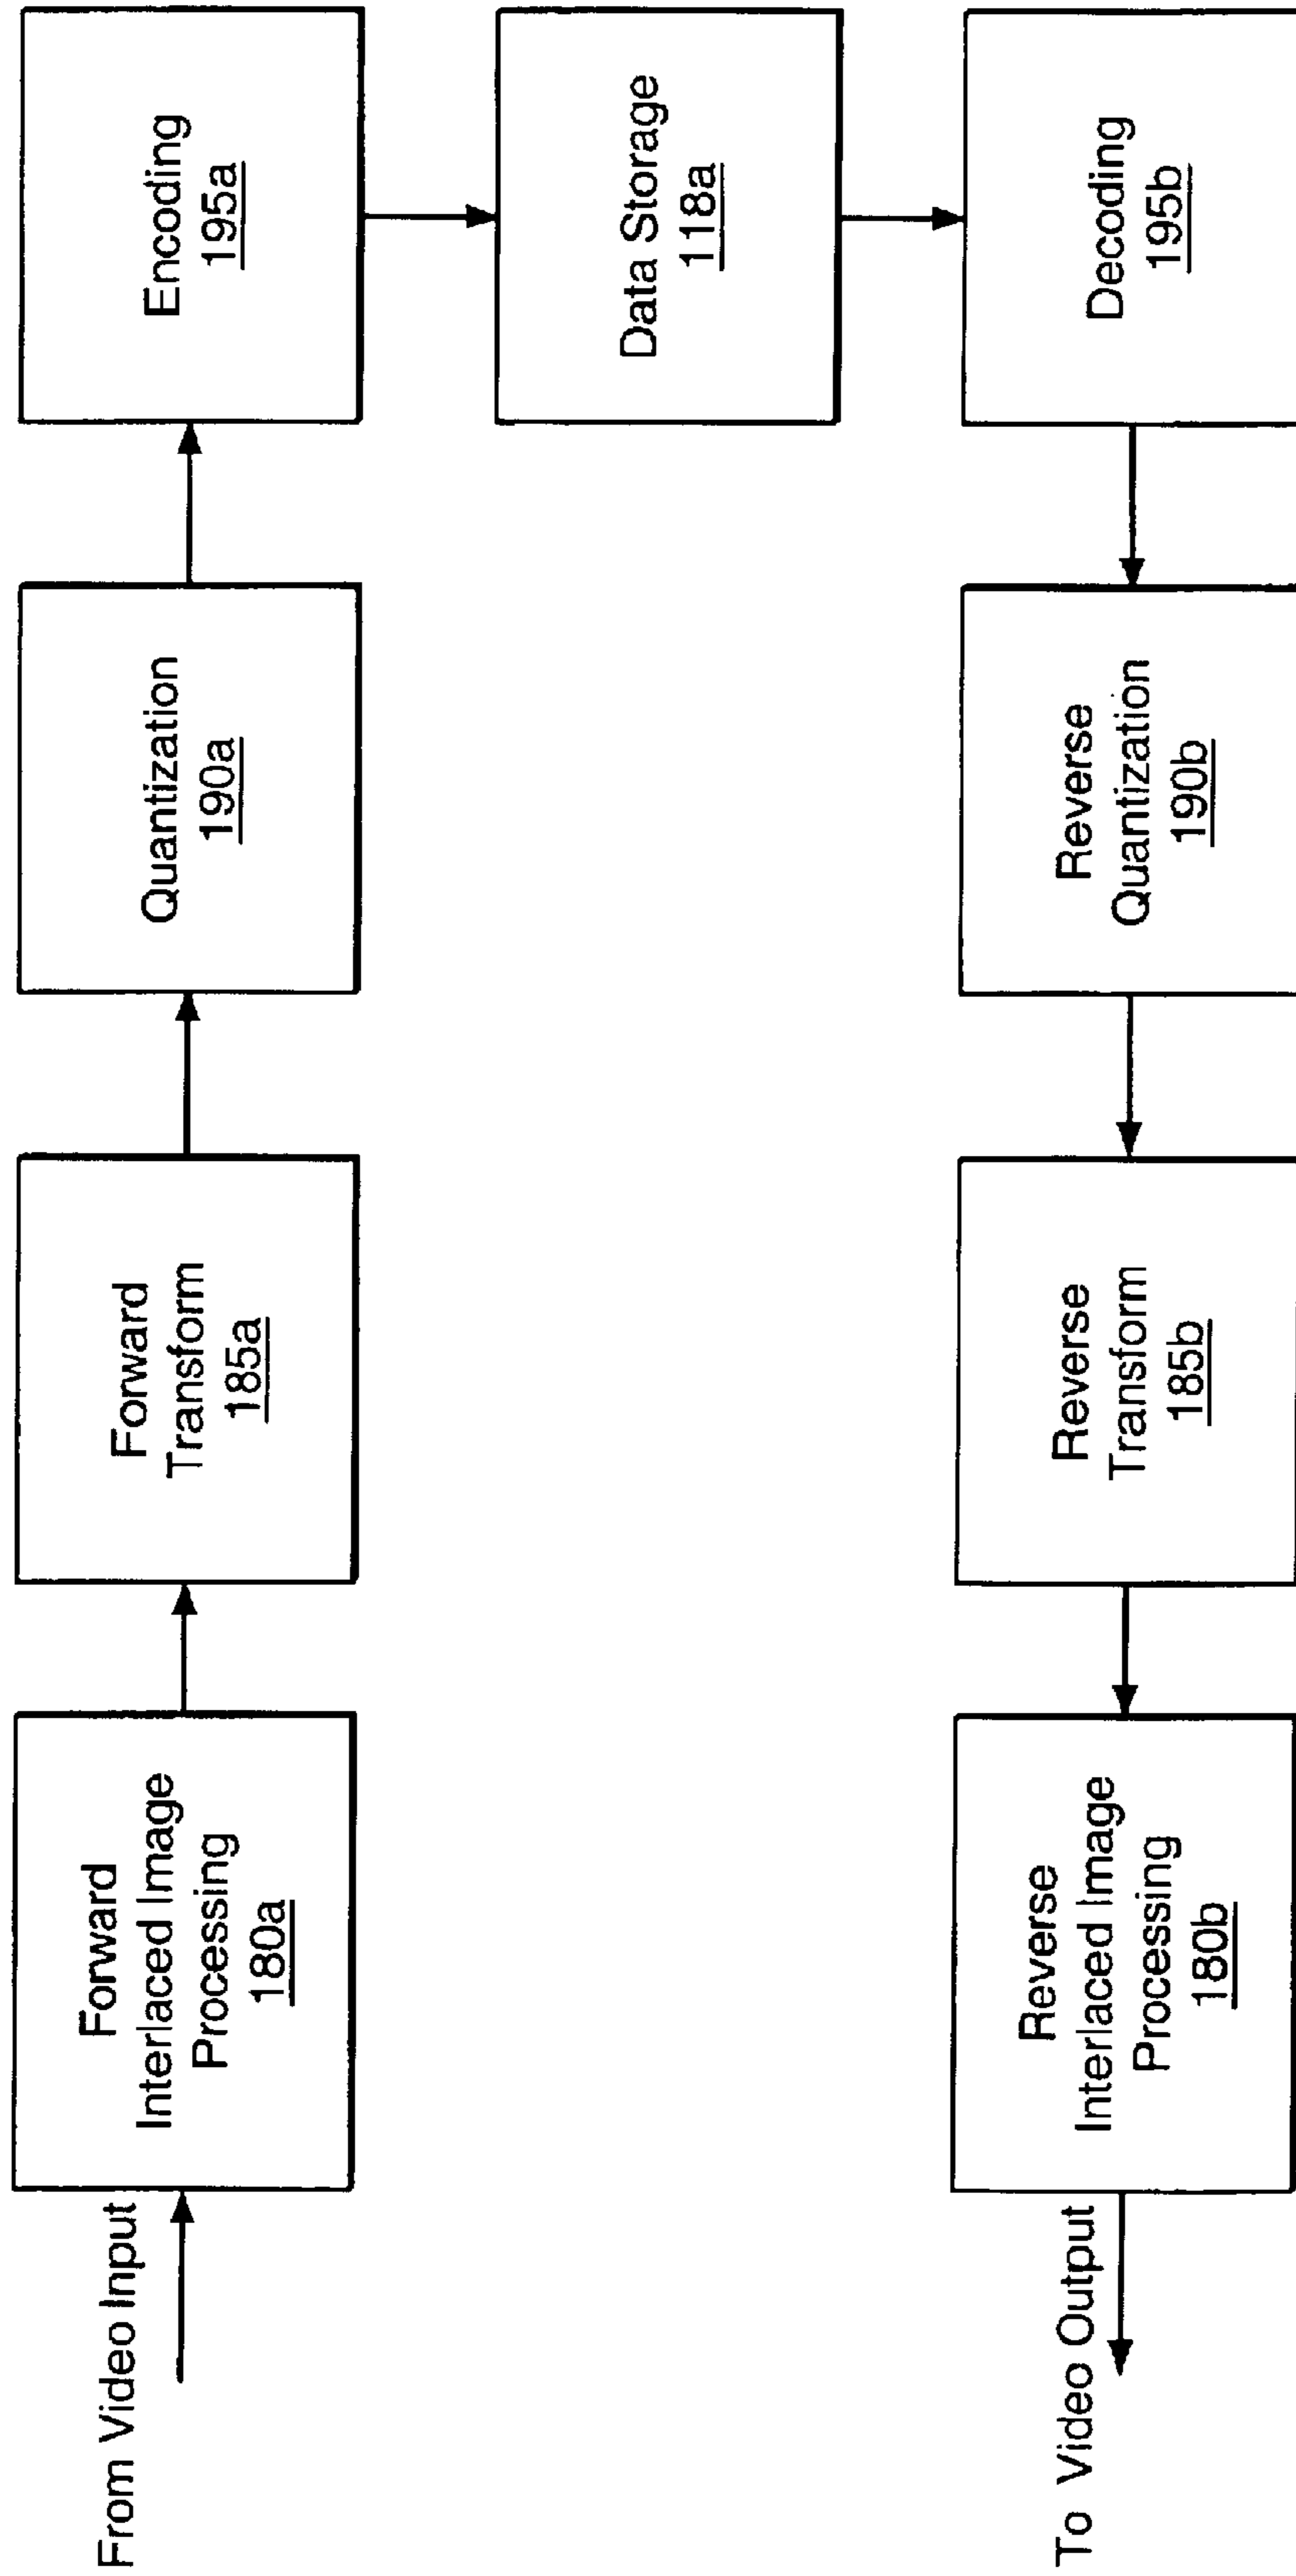 From Video Input
Forward
Interlaced Image
Processing
180a
Forward
Transform
185a
Quantization
190a
Encoding
195a
Data Storage
118a
Decoding
195b
Reverse
Quantization
190b
Reverse
Transform
185b
Reverse
Interlaced Image
Processing
180b
To Video Output